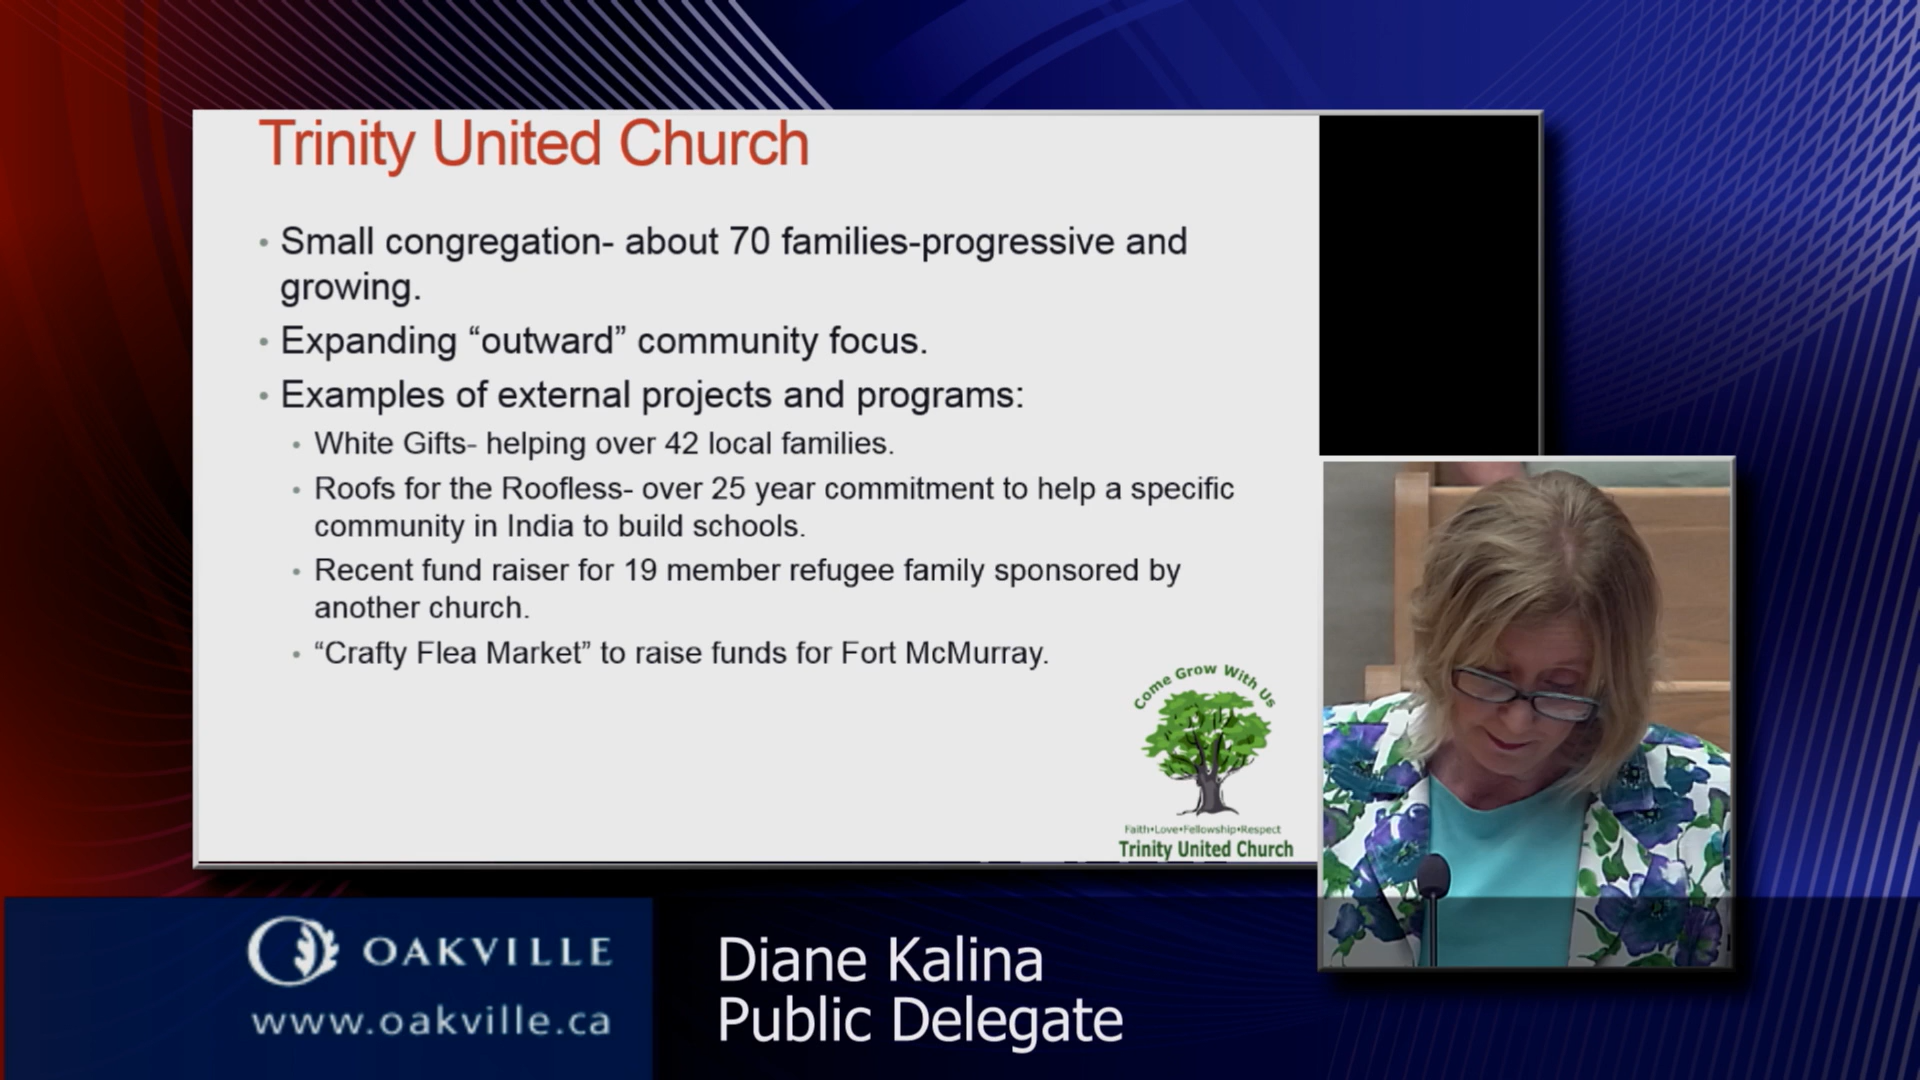 Trinity United Church
• Small congregation- about 70 families-progressive and
growing.
• Expanding “outward” community focus.
• Examples of external projects and programs:
• White Gifts- helping over 42 local families.
• Roofs for the Roofless- over 25 year commitment to help a specific
community in India to build schools.
• Recent fund raiser for 19 member refugee family sponsored by
another church.
• “Crafty Flea Market” to raise funds for Fort McMurray.
Come Grow With Us
Faith•Love•Fellowship•Respect
Trinity United Church
OAKVILLE
www.oakville.ca
Diane Kalina
Public Delegate